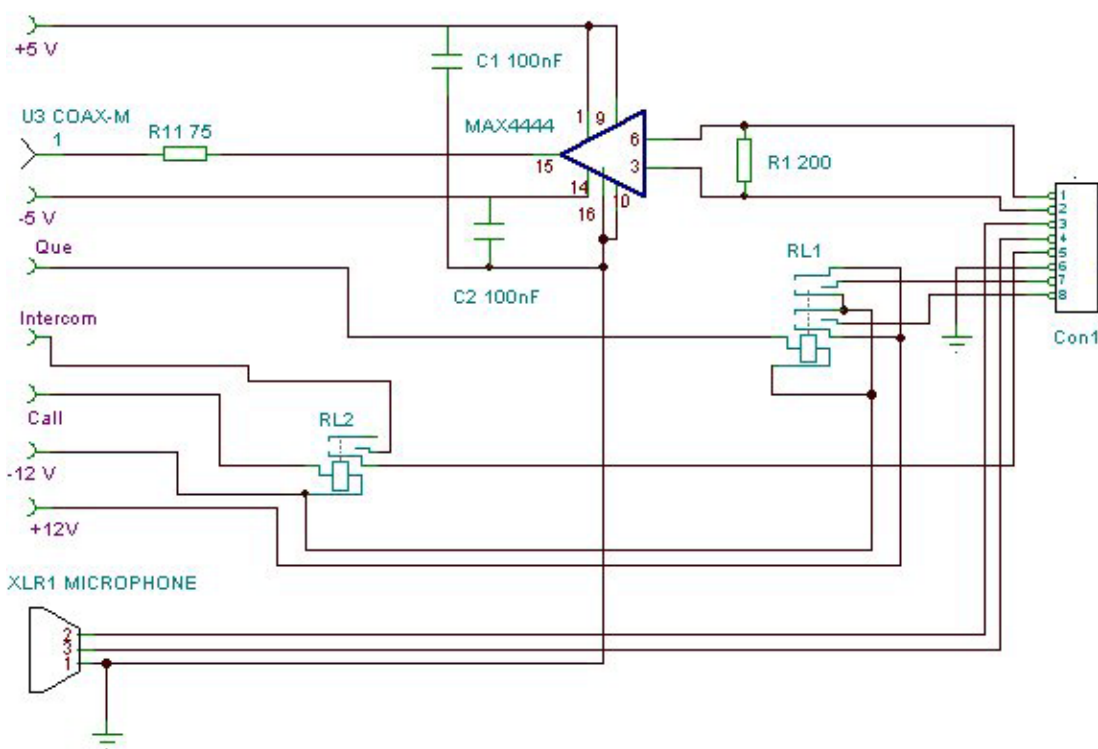 +5 V
C1 100nF
U3 COAX-M
1
R11 75
MAX4444
1
9
6
3
15
14
16
10
R1 200
-5 V
C2 100nF
Que
RL1
1
2
3
4
5
6
7
8
Con1
Intercom
Call
RL2
-12 V
+12V
XLR1 MICROPHONE
2
3
1